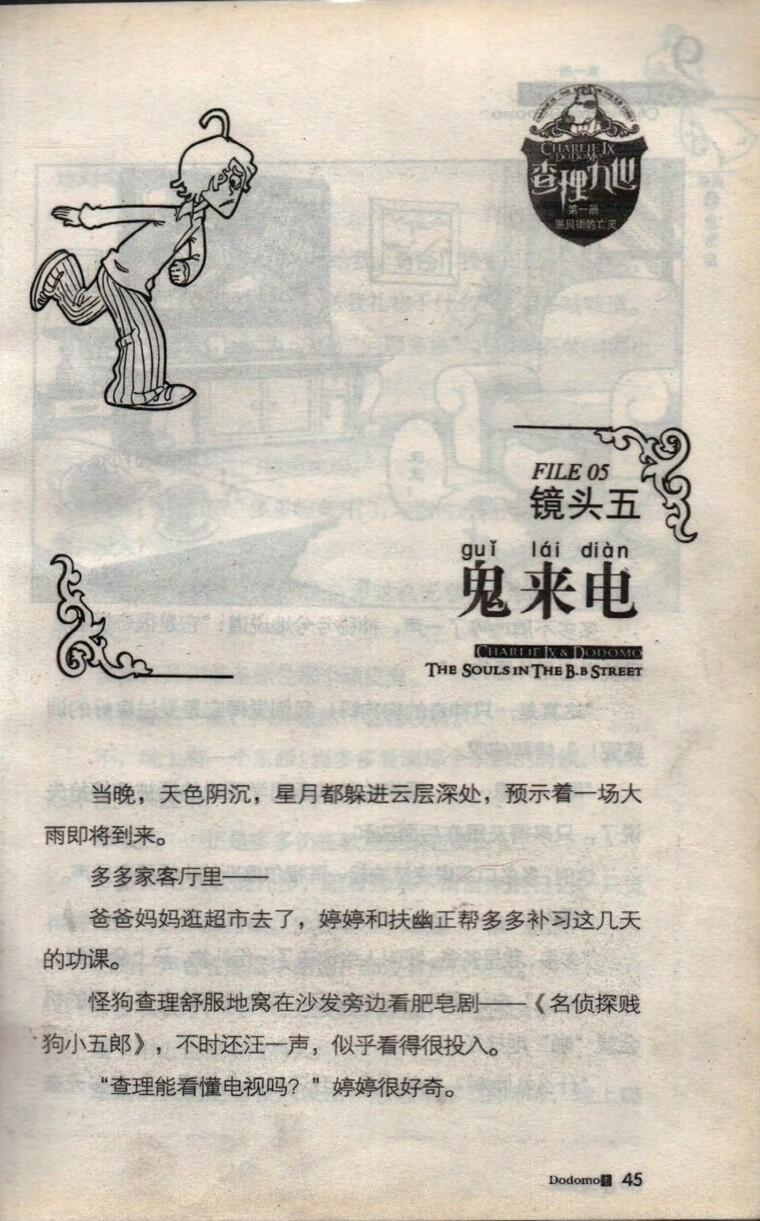 CHARLIE IX
& DODOMO
查理九世
第一册
黑贝街的亡灵
FILE 05
镜头五
guǐ lái diàn
鬼来电
CHARLIE IX & DODOMO
THE SOULS IN THE B.B STREET
当晚，天色阴沉，星月都躲进云层深处，预示着一场大
雨即将到来。
多多家客厅里——
爸爸妈妈逛超市去了，婷婷和扶幽正帮多多补习这几天
的功课。
怪狗查理舒服地窝在沙发旁边看肥皂剧——《名侦探贱
狗小五郎》，不时还汪一声，似乎看得很投入。
“查理能看懂电视吗？”婷婷很好奇。
Dodomo 45